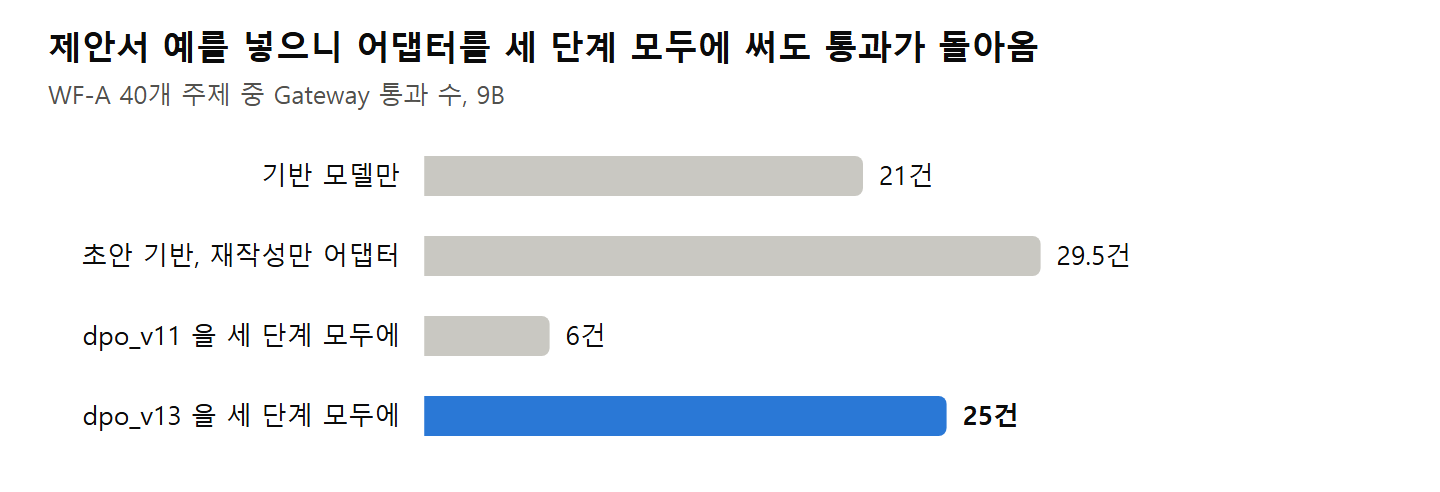 제안서 예를 넣으니 어댑터를 세 단계 모두에 써도 통과가 돌아옴
WF-A 40개 주제 중 Gateway 통과 수, 9B
기반 모델만 21건
초안 기반, 재작성만 어댑터 29.5건
dpo_v11 을 세 단계 모두에 6건
dpo_v13 을 세 단계 모두에 25건